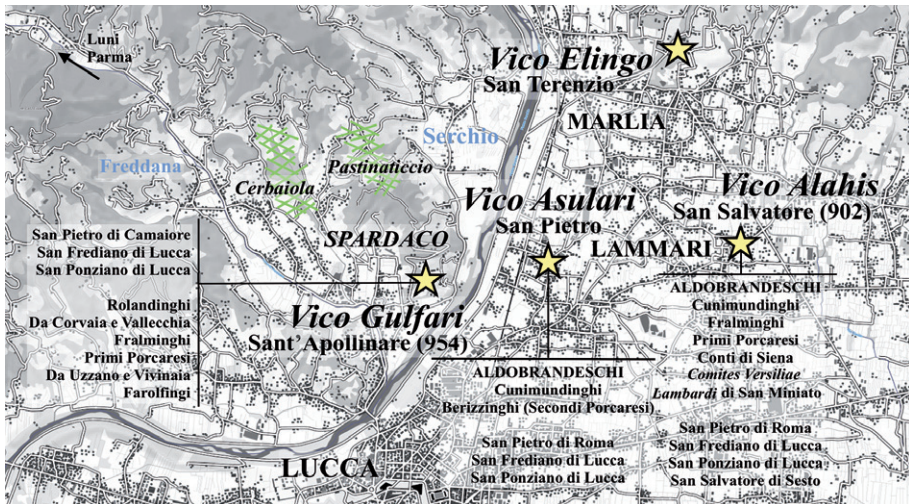 Luni
Parma
Vico Elingo
San Terenzio
MARLIA
Serchio
Freddana
Cerbaiola
Pastinaticcio
Vico Asulari
San Pietro
Vico Alahis
San Salvatore (902)
SPARDACO
LAMMARI
San Pietro di Camaiore
San Frediano di Lucca
San Ponziano di Lucca
Rolandinghi
Da Corvaia e Vallecchia
Fralminghi
Primi Porcaresi
Da Uzzano e Vivinaia
Farolfingi
Vico Gulfari
Sant'Apollinare (954)
ALDOBRANDESCHI
Cunimundinghi
Berizzinghi (Secondi Porcaresi)
San Pietro di Roma
San Frediano di Lucca
San Ponziano di Lucca
ALDOBRANDESCHI
Cunimundinghi
Fralminghi
Primi Porcaresi
Conti di Siena
Comites Versiliae
Lambardi di San Miniato
San Pietro di Roma
San Frediano di Lucca
San Ponziano di Lucca
San Salvatore di Sesto
LUCCA